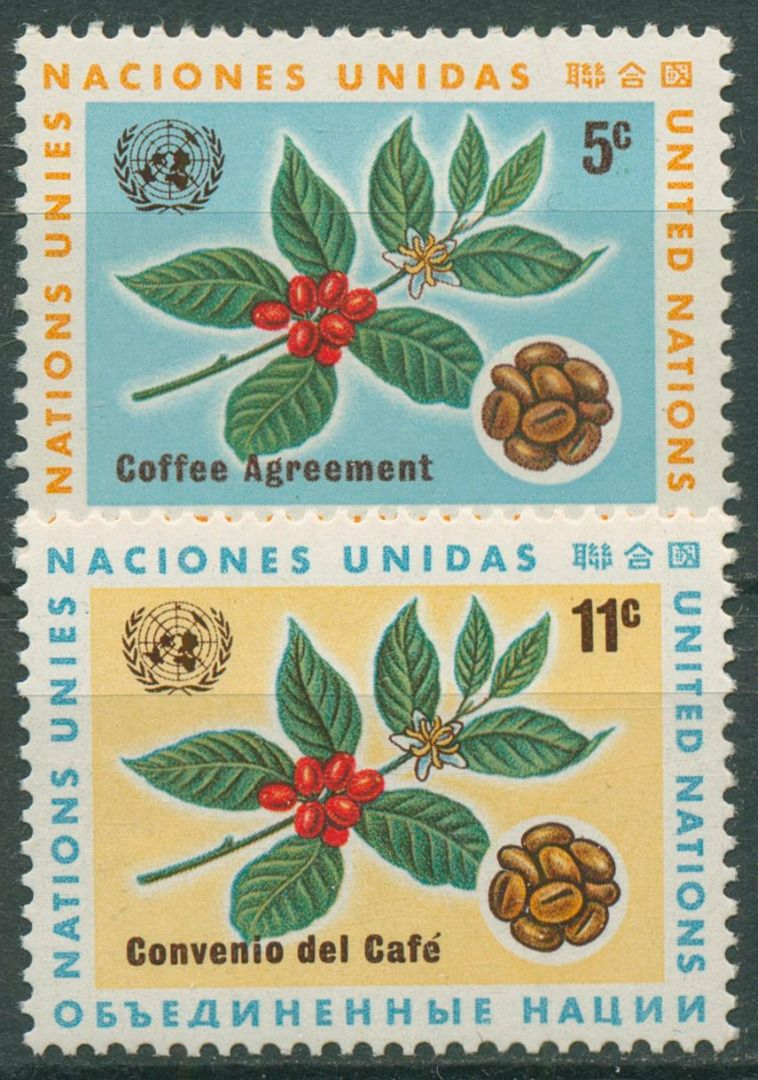 NACIONES UNIDAS 聯合國
NATIONS UNIES
UNITED NATIONS
5c
Coffee Agreement
NACIONES UNIDAS 聯合國
NATIONS UNIES
UNITED NATIONS
11c
Convenio del Café
ОБЪЕДИНЕННЫЕ НАЦИИ